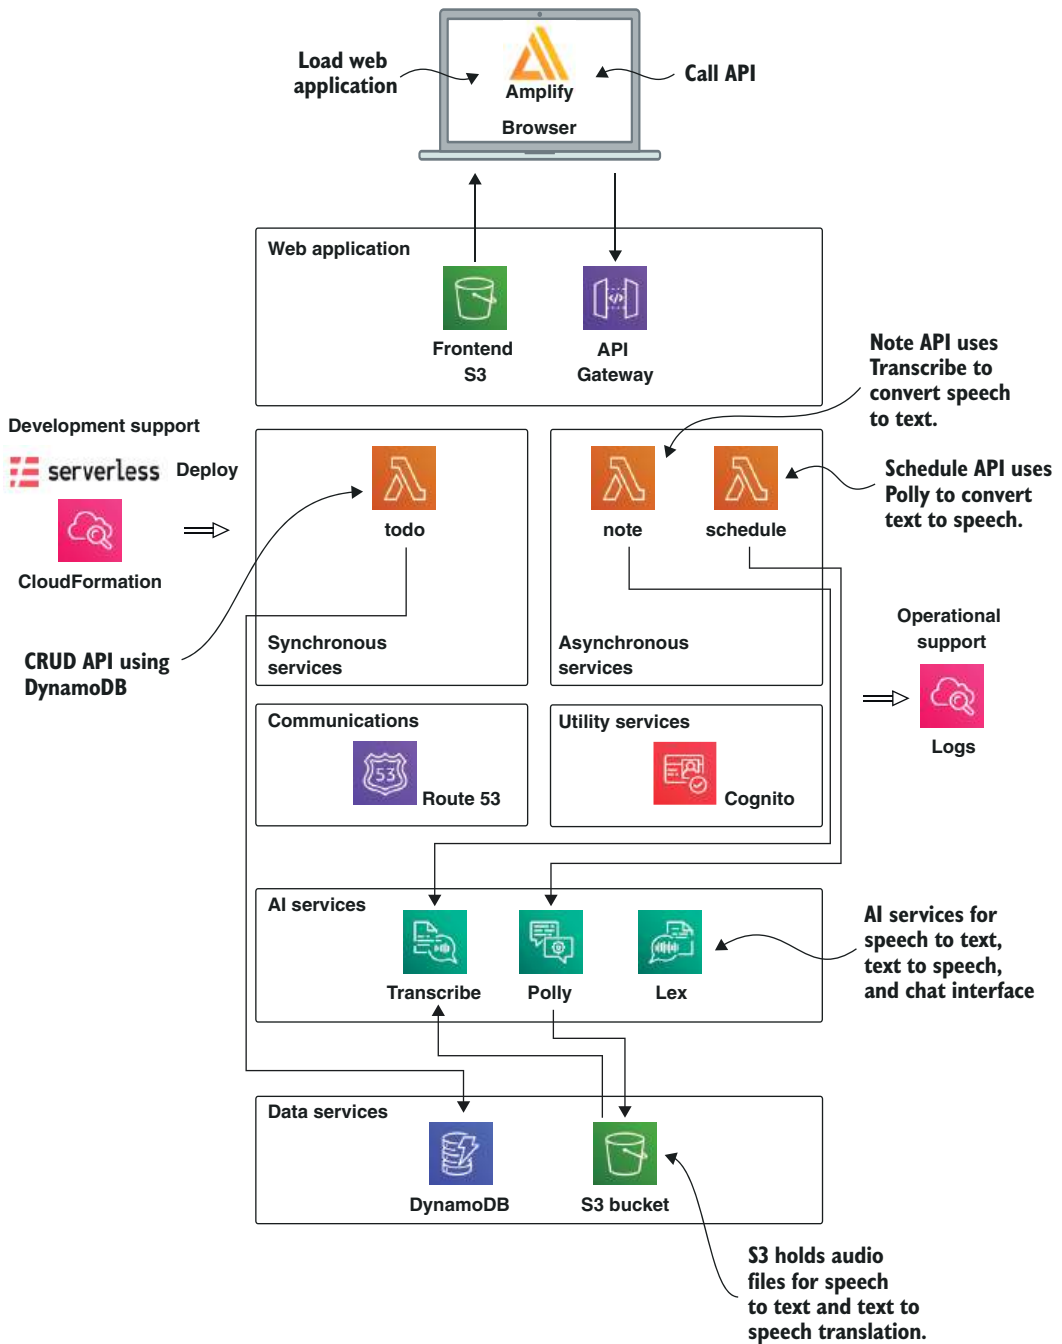 Load web
application
Call API
Amplify
Browser
Web application
Frontend
S3
API
Gateway
Note API uses
Transcribe to
convert speech
to text.
Development support
serverless
Deploy
CloudFormation
todo
note
schedule
Schedule API uses
Polly to convert
text to speech.
CRUD API using
DynamoDB
Synchronous
services
Asynchronous
services
Operational
support
Logs
Communications
53
Route 53
Utility services
Cognito
AI services
Transcribe
Polly
Lex
AI services for
speech to text,
text to speech,
and chat interface
Data services
DynamoDB
S3 bucket
S3 holds audio
files for speech
to text and text to
speech translation.